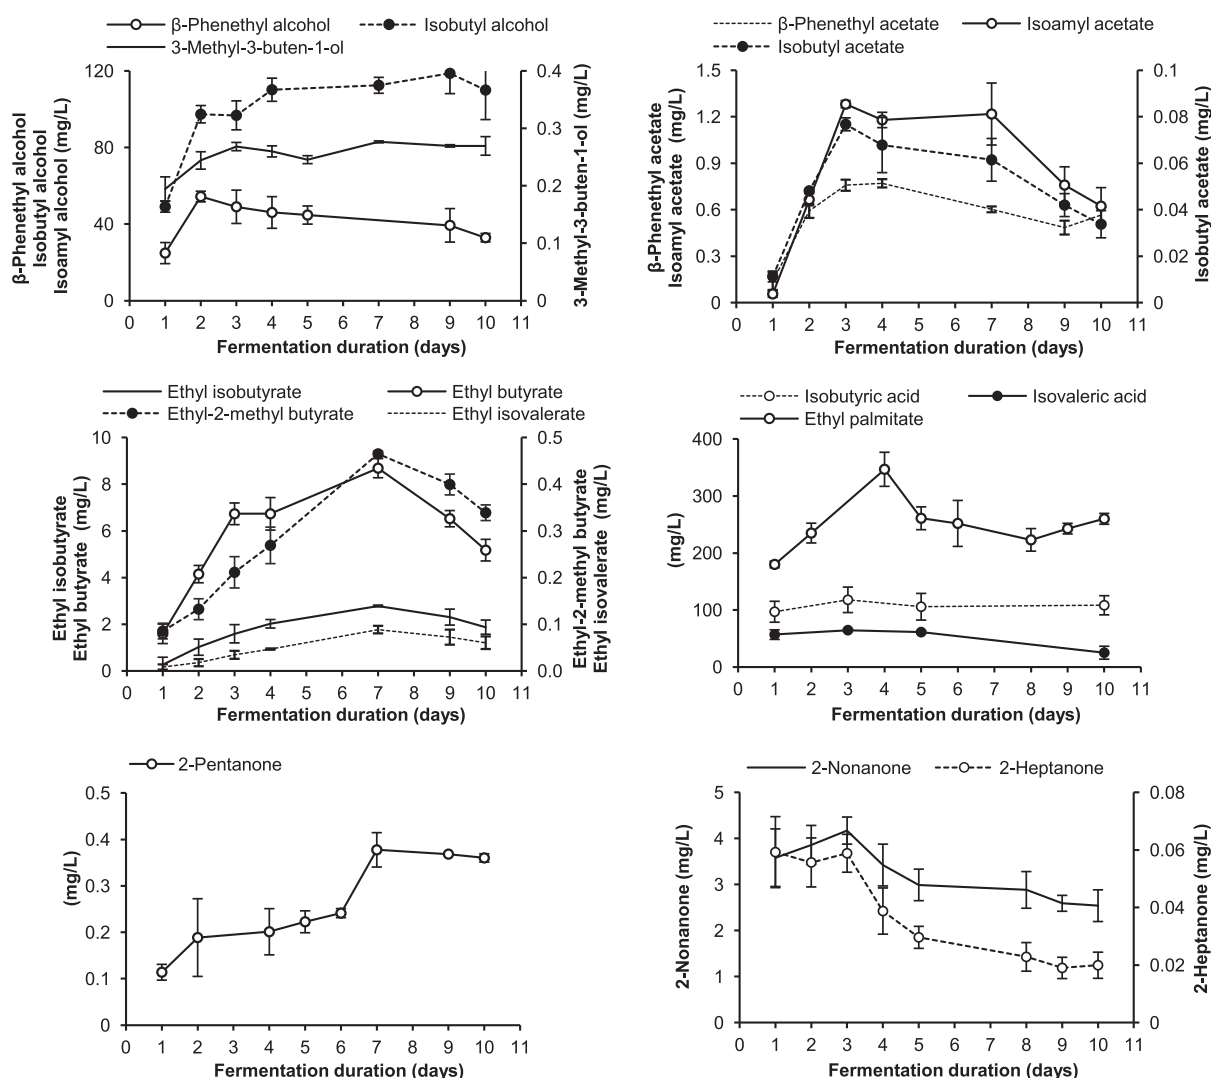 β-Phenethyl alcohol
Isobutyl alcohol
3-Methyl-3-buten-1-ol
β-Phenethyl alcohol
Isobutyl alcohol
Isoamyl alcohol (mg/L)
120
80
40
0
0.4
0.3
0.2
0.1
0
3-Methyl-3-buten-1-ol (mg/L)
0 1 2 3 4 5 6 7 8 9 10 11
Fermentation duration (days)
β-Phenethyl acetate
Isoamyl acetate
Isobutyl acetate
β-Phenethyl acetate
Isoamyl acetate (mg/L)
1.5
1.2
0.9
0.6
0.3
0
0.1
0.08
0.06
0.04
0.02
0
Isobutyl acetate (mg/L)
0 1 2 3 4 5 6 7 8 9 10 11
Fermentation duration (days)
Ethyl isobutyrate
Ethyl butyrate
Ethyl-2-methyl butyrate
Ethyl isovalerate
Ethyl isobutyrate
Ethyl butyrate (mg/L)
10
8
6
4
2
0
0.5
0.4
0.3
0.2
0.1
0.0
Ethyl-2-methyl butyrate
Ethyl isovalerate (mg/L)
0 1 2 3 4 5 6 7 8 9 10 11
Fermentation duration (days)
Isobutyric acid
Isovaleric acid
Ethyl palmitate
(mg/L)
400
300
200
100
0
0 1 2 3 4 5 6 7 8 9 10 11
Fermentation duration (days)
2-Pentanone
(mg/L)
0.5
0.4
0.3
0.2
0.1
0
0 1 2 3 4 5 6 7 8 9 10 11
Fermentation duration (days)
2-Nonanone
2-Heptanone
2-Nonanone (mg/L)
5
4
3
2
1
0
0.08
0.06
0.04
0.02
0
2-Heptanone (mg/L)
0 1 2 3 4 5 6 7 8 9 10 11
Fermentation duration (days)